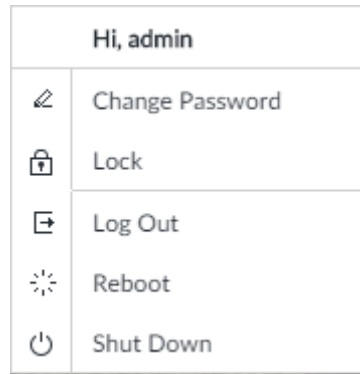 Hi, admin
Change Password
Lock
Log Out
Reboot
Shut Down